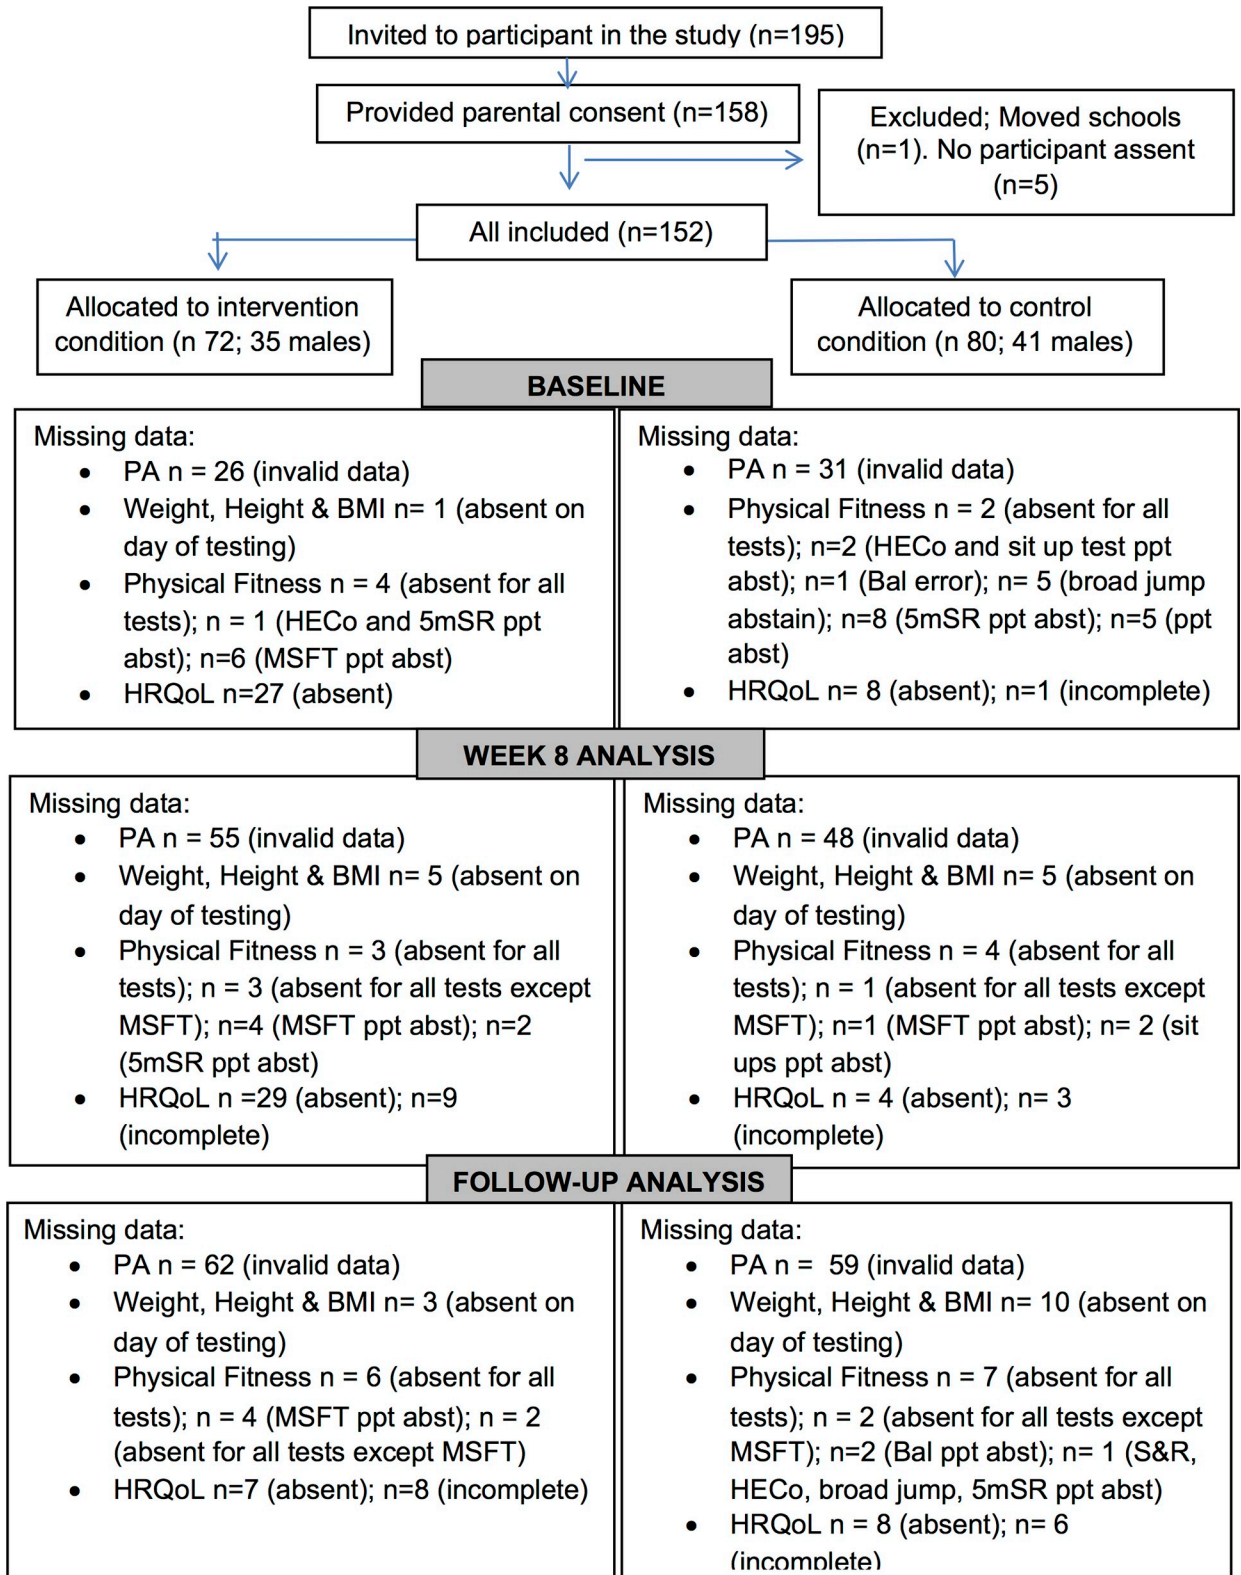 Invited to participant in the study (n=195)
Provided parental consent (n=158)
Excluded; Moved schools
(n=1). No participant assent
(n=5)
All included (n=152)
Allocated to intervention
condition (n 72; 35 males)
Allocated to control
condition (n 80; 41 males)
BASELINE
Missing data:
• PA n = 26 (invalid data)
• Weight, Height & BMI n= 1 (absent on
day of testing)
• Physical Fitness n = 4 (absent for all
tests); n = 1 (HECo and 5mSR ppt
abst); n=6 (MSFT ppt abst)
• HRQoL n=27 (absent)
Missing data:
• PA n = 31 (invalid data)
• Physical Fitness n = 2 (absent for all
tests); n=2 (HECo and sit up test ppt
abst); n=1 (Bal error); n= 5 (broad jump
abstain); n=8 (5mSR ppt abst); n=5 (ppt
abst)
• HRQoL n= 8 (absent); n=1 (incomplete)
WEEK 8 ANALYSIS
Missing data:
• PA n = 55 (invalid data)
• Weight, Height & BMI n= 5 (absent on
day of testing)
• Physical Fitness n = 3 (absent for all
tests); n = 3 (absent for all tests except
MSFT); n=4 (MSFT ppt abst); n=2
(5mSR ppt abst)
• HRQoL n =29 (absent); n=9
(incomplete)
Missing data:
• PA n = 48 (invalid data)
• Weight, Height & BMI n= 5 (absent on
day of testing)
• Physical Fitness n = 4 (absent for all
tests); n = 1 (absent for all tests except
MSFT); n=1 (MSFT ppt abst); n= 2 (sit
ups ppt abst)
• HRQoL n = 4 (absent); n= 3
(incomplete)
FOLLOW-UP ANALYSIS
Missing data:
• PA n = 62 (invalid data)
• Weight, Height & BMI n= 3 (absent on
day of testing)
• Physical Fitness n = 6 (absent for all
tests); n = 4 (MSFT ppt abst); n = 2
(absent for all tests except MSFT)
• HRQoL n=7 (absent); n=8 (incomplete)
Missing data:
• PA n =  59 (invalid data)
• Weight, Height & BMI n= 10 (absent on
day of testing)
• Physical Fitness n = 7 (absent for all
tests); n = 2 (absent for all tests except
MSFT); n=2 (Bal ppt abst); n= 1 (S&R,
HECo, broad jump, 5mSR ppt abst)
• HRQoL n = 8 (absent); n= 6
(incomplete)